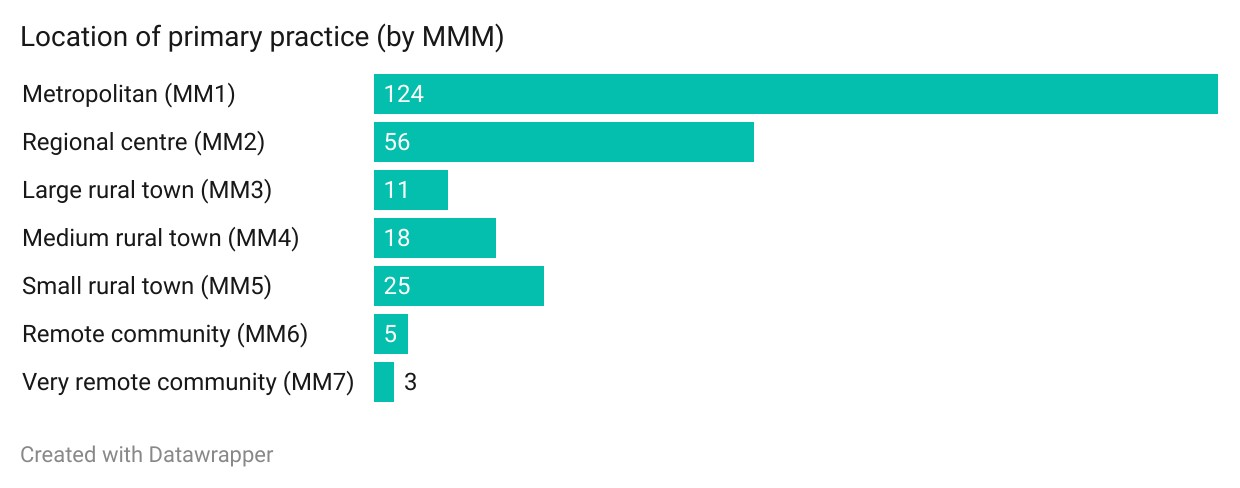 Location of primary practice (by MMM)
Metropolitan (MM1) 124
Regional centre (MM2) 56
Large rural town (MM3) 11
Medium rural town (MM4) 18
Small rural town (MM5) 25
Remote community (MM6) 5
Very remote community (MM7) 3
Created with Datawrapper